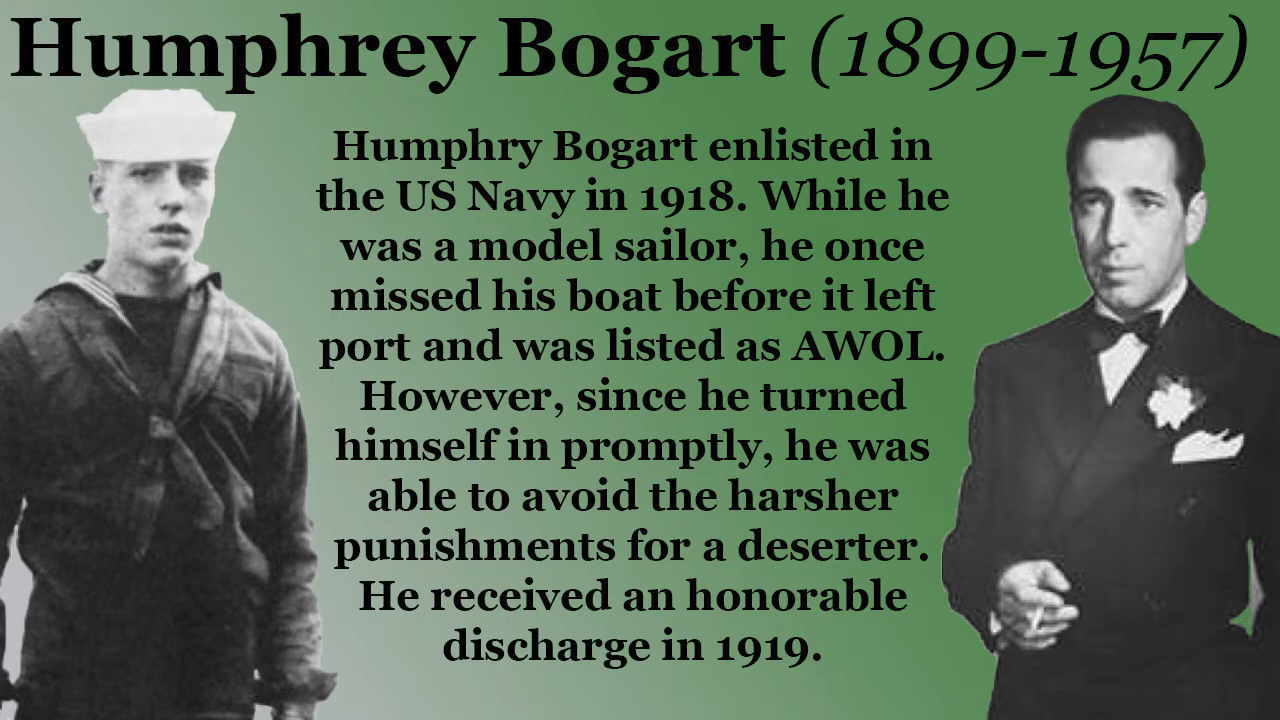 Humphrey Bogart (1899-1957)
Humphry Bogart enlisted in
the US Navy in 1918. While he
was a model sailor, he once
missed his boat before it left
port and was listed as AWOL.
However, since he turned
himself in promptly, he was
able to avoid the harsher
punishments for a deserter.
He received an honorable
discharge in 1919.